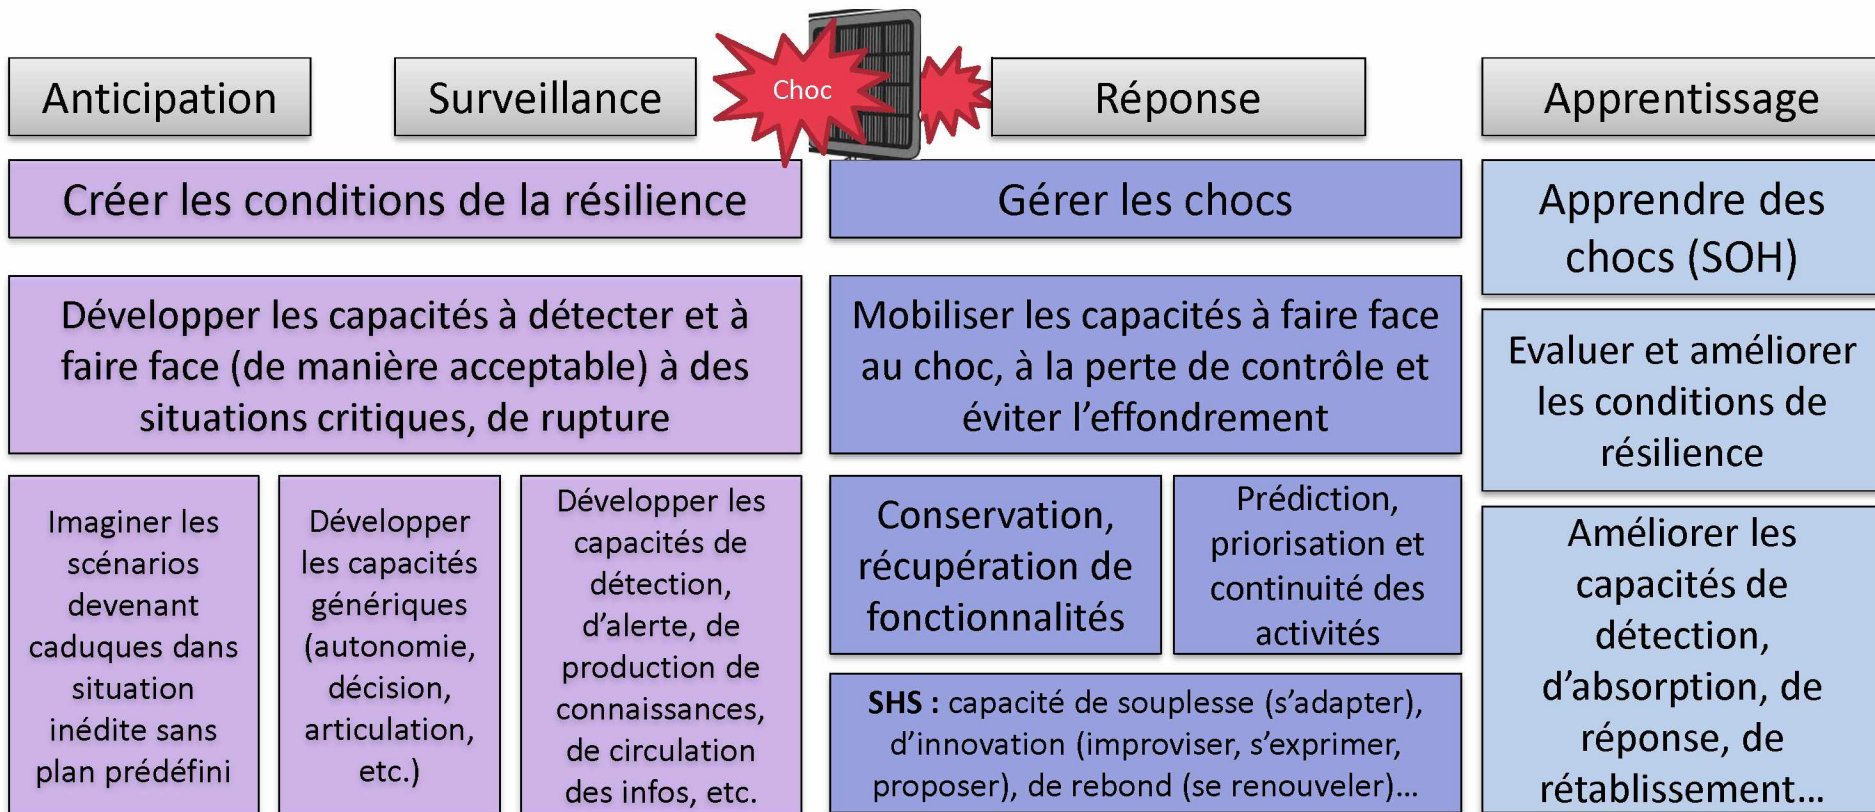 Anticipation
Surveillance
Choc
Réponse
Apprentissage
Créer les conditions de la résilience
Gérer les chocs
Apprendre des
chocs (SOH)
Développer les capacités à détecter et à
faire face (de manière acceptable) à des
situations critiques, de rupture
Mobiliser les capacités à faire face
au choc, à la perte de contrôle et
éviter l’effondrement
Evaluer et améliorer
les conditions de
résilience
Imaginer les
scénarios
devenant
caduques dans
situation
inédite sans
plan prédéfini
Développer
les capacités
génériques
(autonomie,
décision,
articulation,
etc.)
Développer les
capacités de
détection,
d’alerte, de
production de
connaissances,
de circulation
des infos, etc.
Conservation,
récupération de
fonctionnalités
Prédiction,
priorisation et
continuité des
activités
SHS : capacité de souplesse (s’adapter),
d’innovation (improviser, s’exprimer,
proposer), de rebond (se renouveler)…
Améliorer les
capacités de
détection,
d’absorption, de
réponse, de
rétablissement…